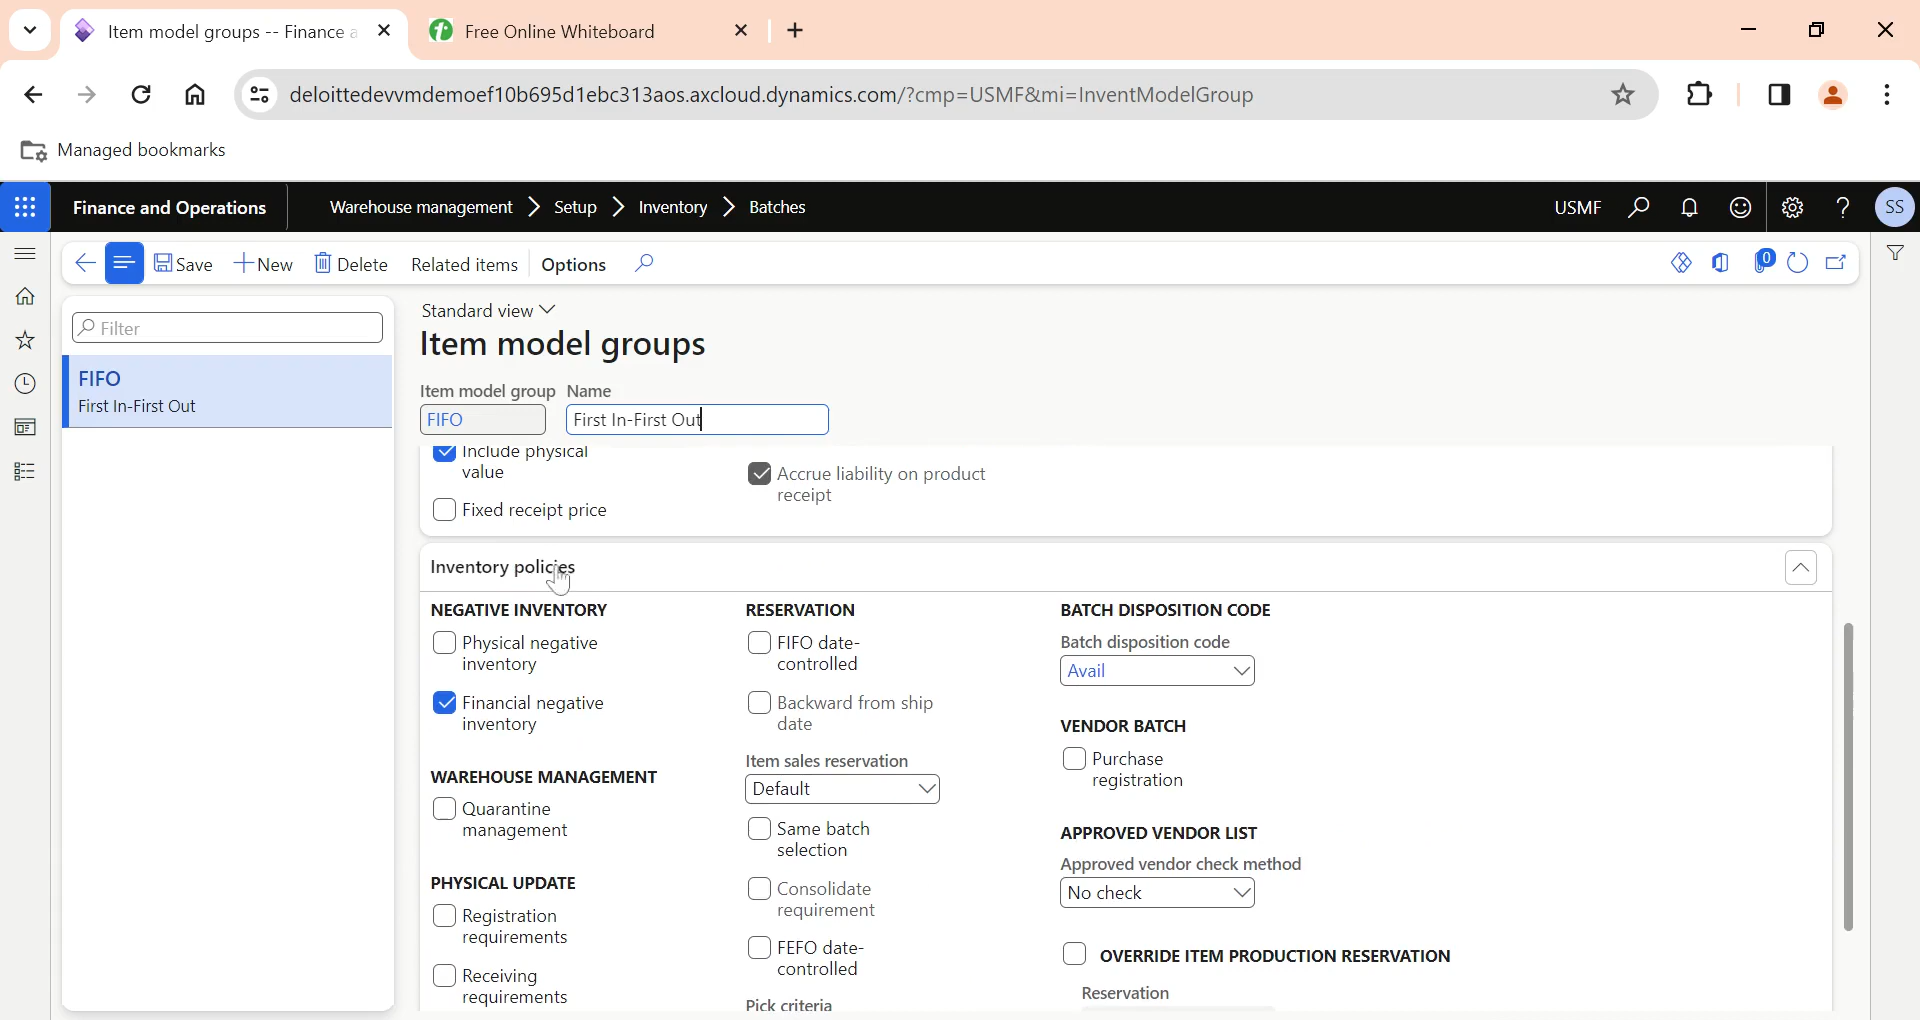 Item model groups -- Finance a
Free Online Whiteboard
deloittedevvmdemoef10b695d1ebc313aos.axcloud.dynamics.com/?cmp=USMF&mi=InventModelGroup
Managed bookmarks
Finance and Operations
Warehouse management
Setup
Inventory
Batches
USMF
SS
Save
New
Delete
Related items
Options
0
Filter
FIFO
First In-First Out
Standard view
Item model groups
Item model group
Name
FIFO
First In-First Out
Include physical
value
Fixed receipt price
Accrue liability on product
receipt
Inventory policies
NEGATIVE INVENTORY
Physical negative
inventory
Financial negative
inventory
WAREHOUSE MANAGEMENT
Quarantine
management
PHYSICAL UPDATE
Registration
requirements
Receiving
requirements
RESERVATION
FIFO date-
controlled
Backward from ship
date
Item sales reservation
Default
Same batch
selection
Consolidate
requirement
FEFO date-
controlled
Pick criteria
BATCH DISPOSITION CODE
Batch disposition code
Avail
VENDOR BATCH
Purchase
registration
APPROVED VENDOR LIST
Approved vendor check method
No check
OVERRIDE ITEM PRODUCTION RESERVATION
Reservation